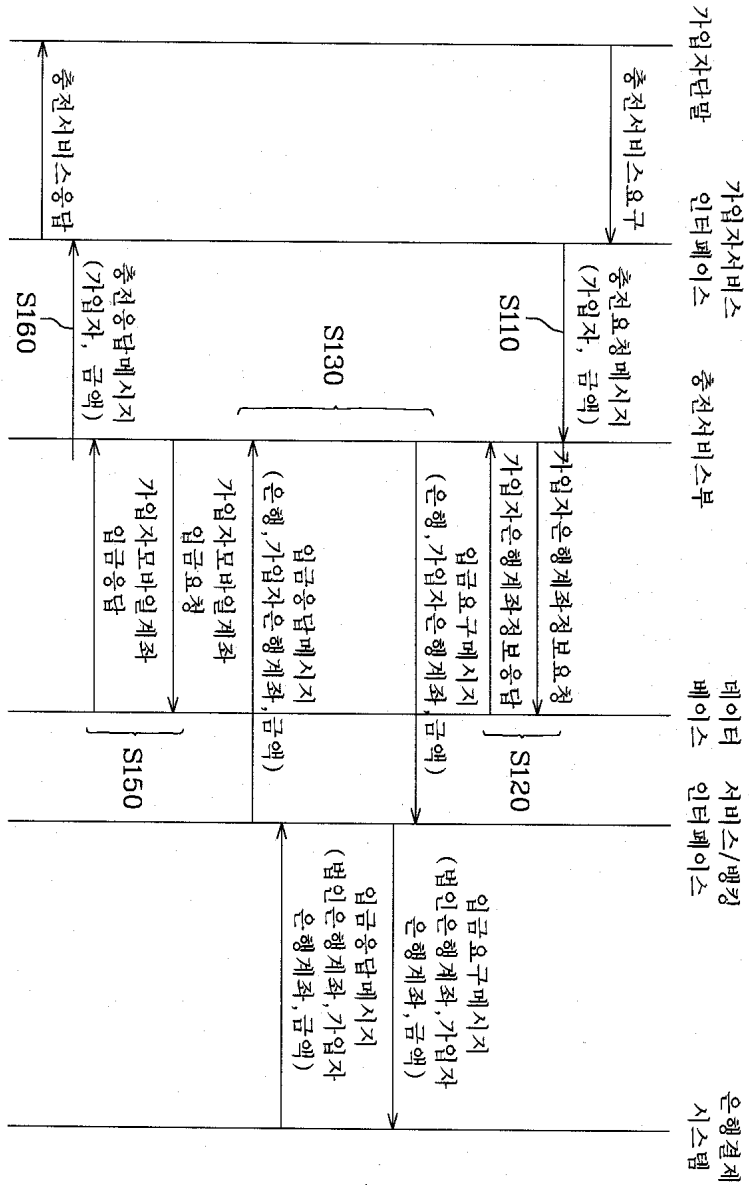 가입자단말
가입자서비스
인터페이스
충전서비스부
데이터
베이스
서비스/뱅킹
인터페이스
은행결제
시스템
충전서비스요구
충전요청메시지
(가입자, 금액)
S110
가입자은행계좌정보요청
가입자은행계좌정보응답
S120
입금요구메시지
(은행,가입자은행계좌,금액)
입금요구메시지
(법인은행계좌,가입자
은행계좌,금액)
S130
입금응답메시지
(법인은행계좌,가입자
은행계좌,금액)
입금응답메시지
(은행,가입자은행계좌,금액)
가입자모바일계좌
입금요청
가입자모바일계좌
입금응답
S150
충전응답메시지
(가입자, 금액)
S160
충전서비스응답